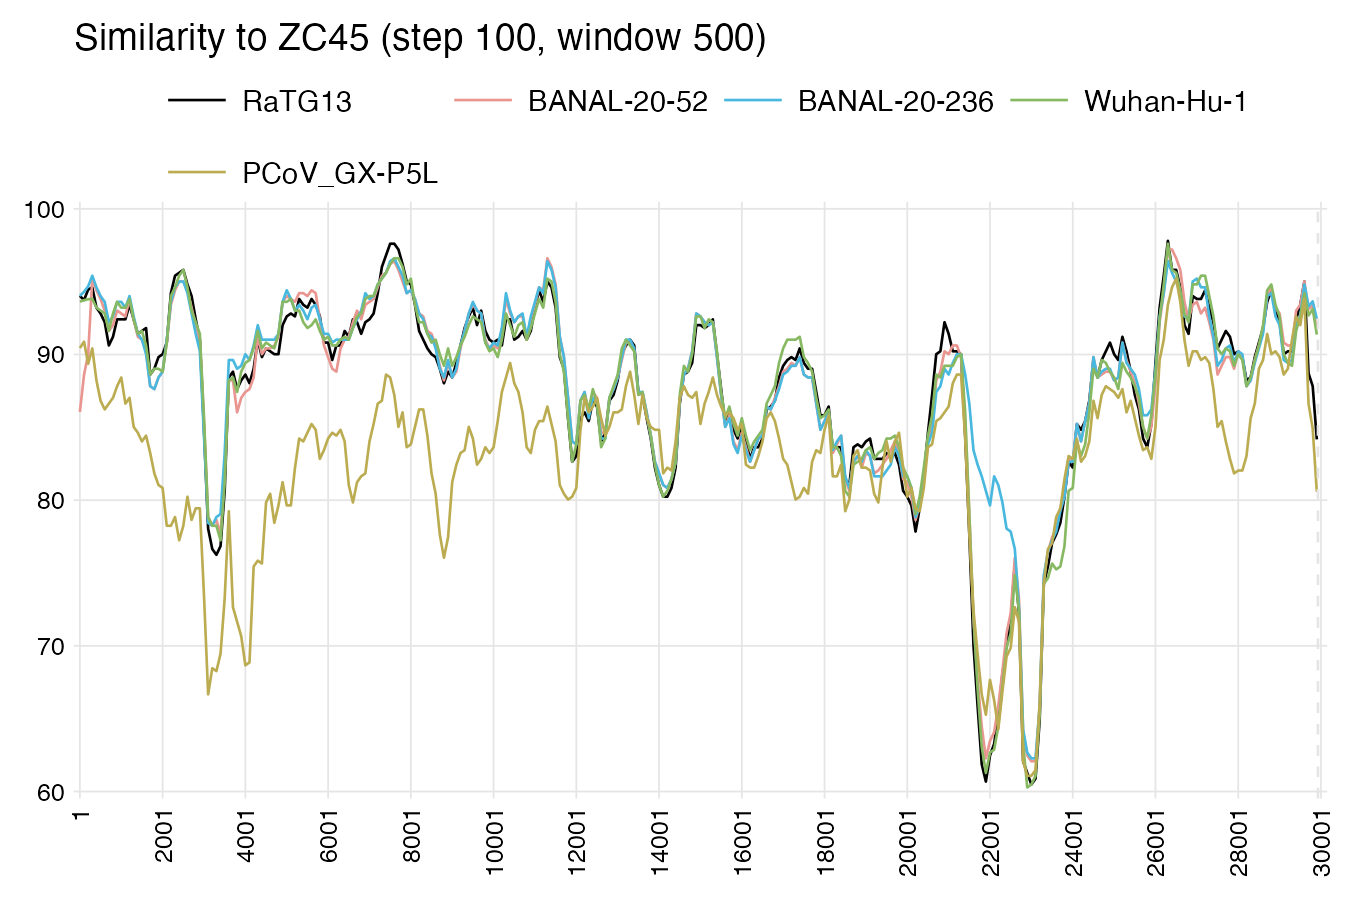 Similarity to ZC45 (step 100, window 500)
RaTG13 BANAL-20-52 BANAL-20-236 Wuhan-Hu-1
PCoV_GX-P5L
100
90
80
70
60
1 2001 4001 6001 8001 10001 12001 14001 16001 18001 20001 22001 24001 26001 28001 30001